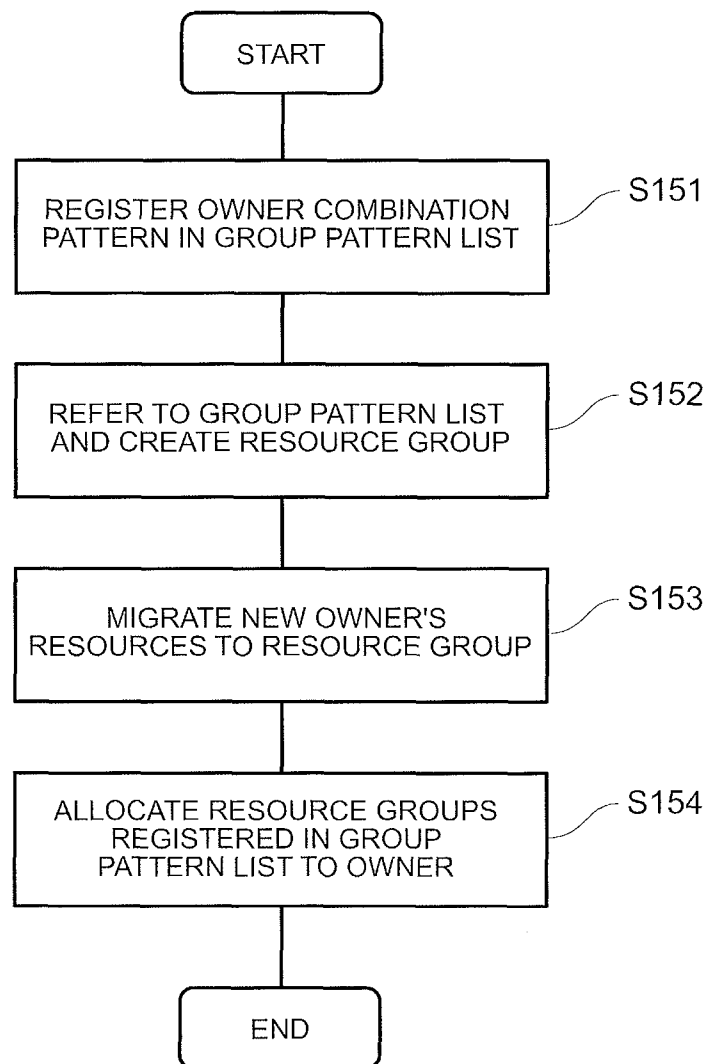 START
REGISTER OWNER COMBINATION
PATTERN IN GROUP PATTERN LIST
S151
REFER TO GROUP PATTERN LIST
AND CREATE RESOURCE GROUP
S152
MIGRATE NEW OWNER'S
RESOURCES TO RESOURCE GROUP
S153
ALLOCATE RESOURCE GROUPS
REGISTERED IN GROUP
PATTERN LIST TO OWNER
S154
END